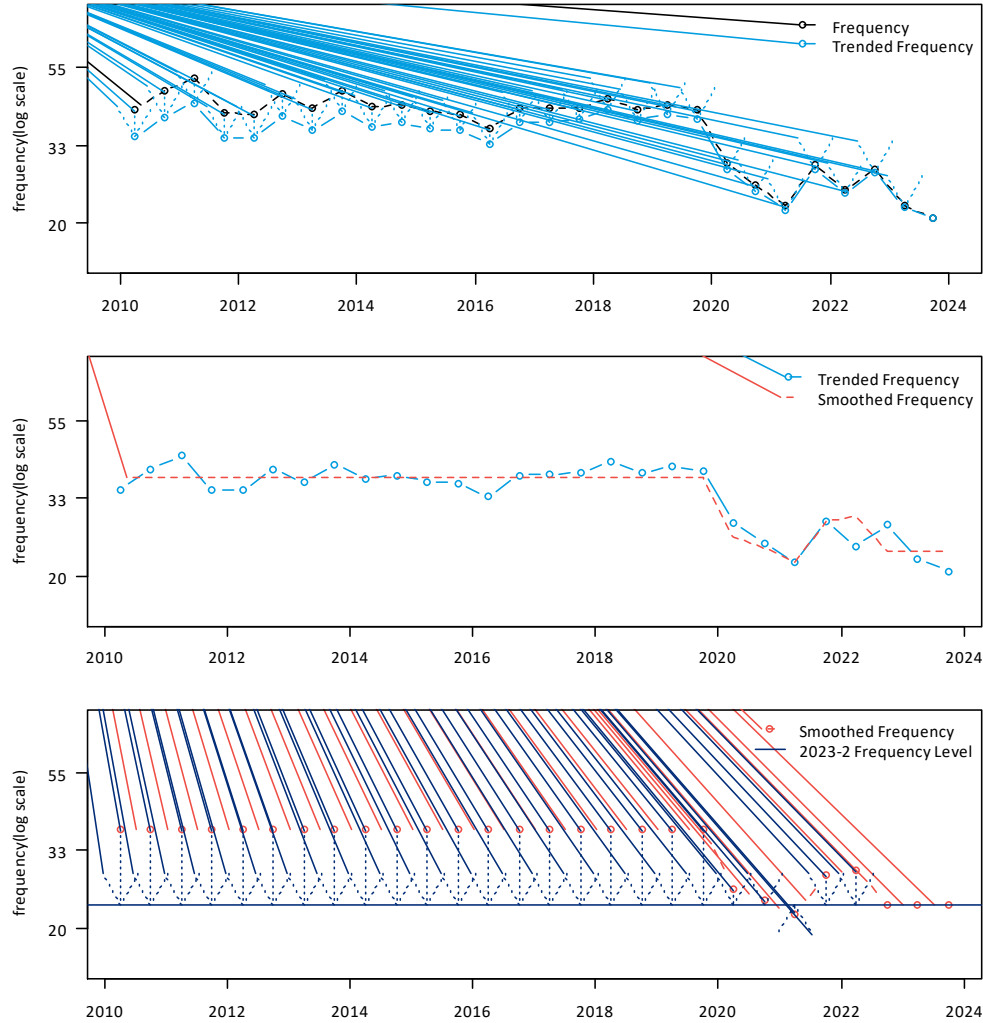 Frequency
Trended Frequency
frequency(log scale)
55
33
20
2010 2012 2014 2016 2018 2020 2022 2024
Trended Frequency
Smoothed Frequency
frequency(log scale)
55
33
20
2010 2012 2014 2016 2018 2020 2022 2024
Smoothed Frequency
2023-2 Frequency Level
frequency(log scale)
55
33
20
2010 2012 2014 2016 2018 2020 2022 2024